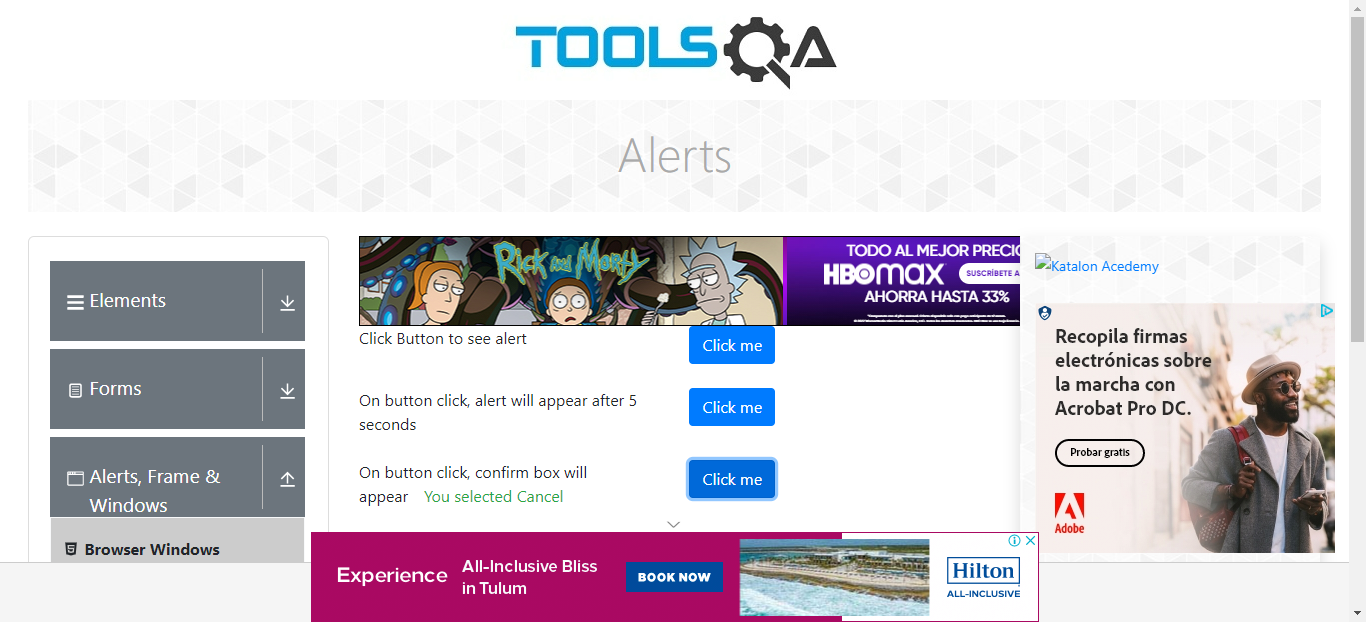 TOOLSQA
Alerts
Elements
Forms
Alerts, Frame &
Windows
Browser Windows
RICK AND MORTY
TODO AL MEJOR PRECIO
HBOMAX
SUSCRÍBETE A
AHORRA HASTA 33%
Click Button to see alert
Click me
On button click, alert will appear after 5
seconds
Click me
On button click, confirm box will
appear You selected Cancel
Click me
Katalon Acedemy
Recopila firmas
electrónicas sobre
la marcha con
Acrobat Pro DC.
Probar gratis
Adobe
Experience
All-Inclusive Bliss
in Tulum
BOOK NOW
Hilton
ALL-INCLUSIVE